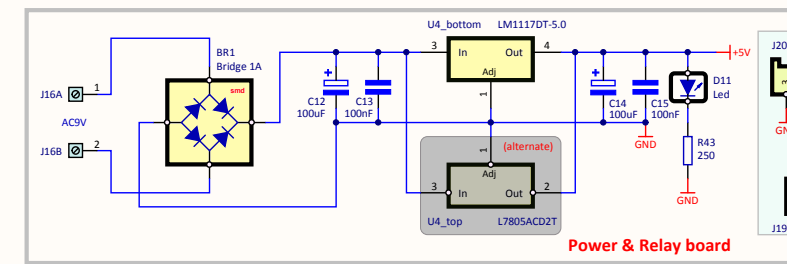 U4_bottom LM1117DT-5.0
3 In Out 4
Adj
1
+5V
BR1
Bridge 1A
smd
J16A 1
AC9V
J16B 2
C12
100uF
C13
100nF
C14
100uF
C15
100nF
D11
Led
GND
R43
250
GND
(alternate)
1
Adj
3 In Out 2
U4_top L7805ACD2T
Power & Relay board
J20
3
J19